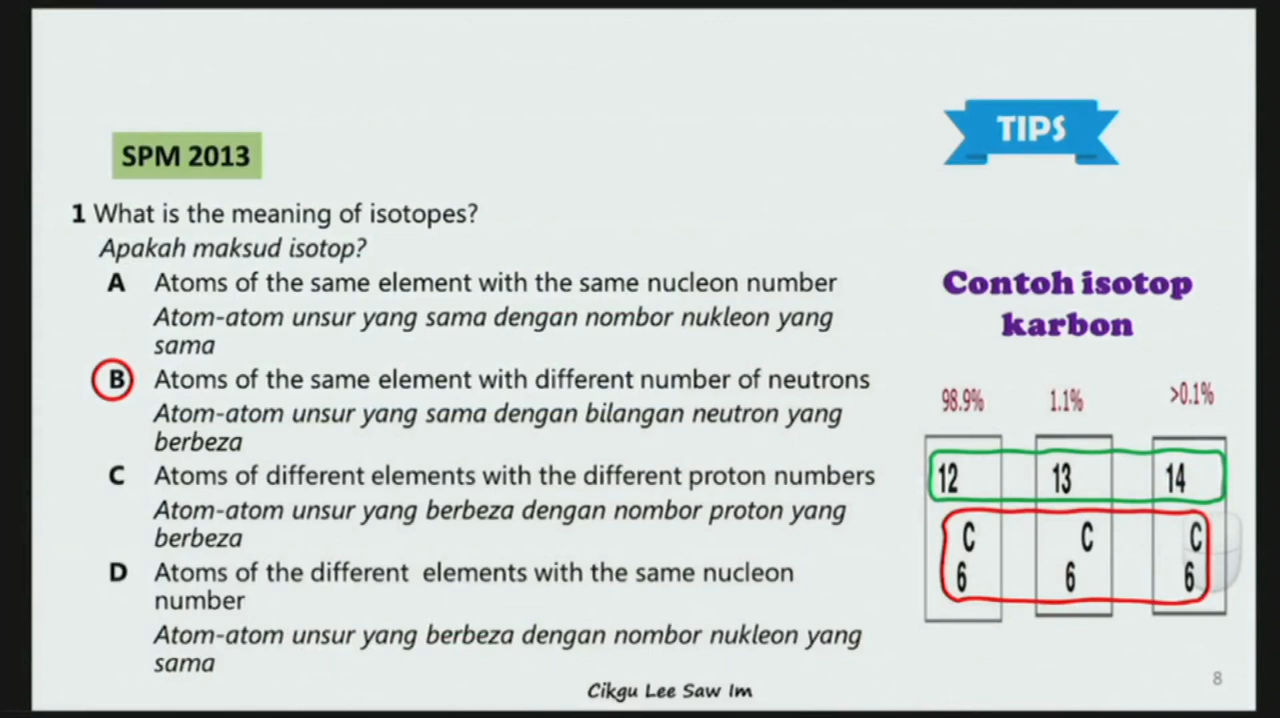 TIPS
SPM 2013
1 What is the meaning of isotopes?
Apakah maksud isotop?
A Atoms of the same element with the same nucleon number
Atom-atom unsur yang sama dengan nombor nukleon yang
sama
B Atoms of the same element with different number of neutrons
Atom-atom unsur yang sama dengan bilangan neutron yang
berbeza
C Atoms of different elements with the different proton numbers
Atom-atom unsur yang berbeza dengan nombor proton yang
berbeza
D Atoms of the different elements with the same nucleon
number
Atom-atom unsur yang berbeza dengan nombor nukleon yang
sama
Contoh isotop
karbon
98.9% 1.1% >0.1%
12 13 14
C C C
6 6 6
Cikgu Lee Saw Im
8